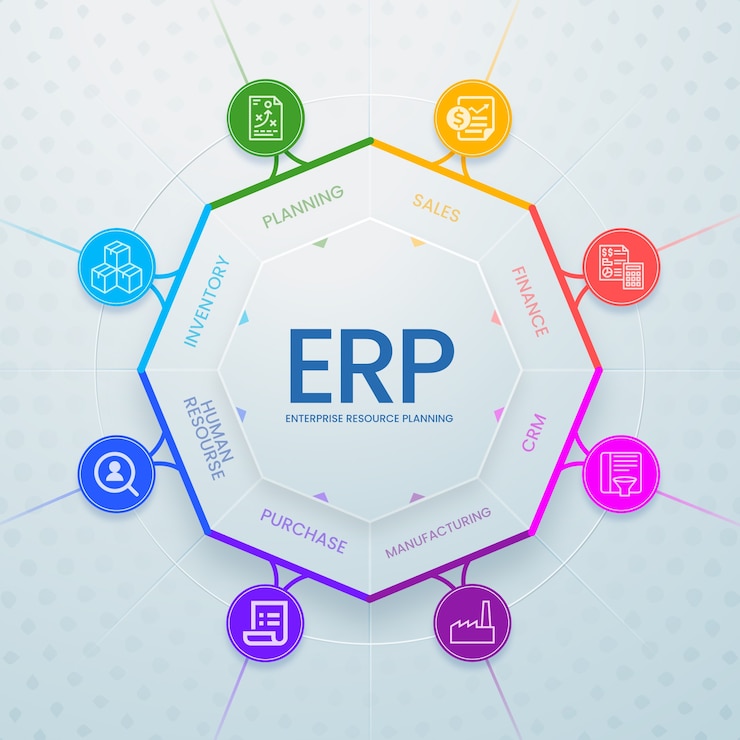 PLANNING
SALES
INVENTORY
FINANCE
ERP
ENTERPRISE RESOURCE PLANNING
HUMAN
RESOURSE
CRM
PURCHASE
MANUFACTURING